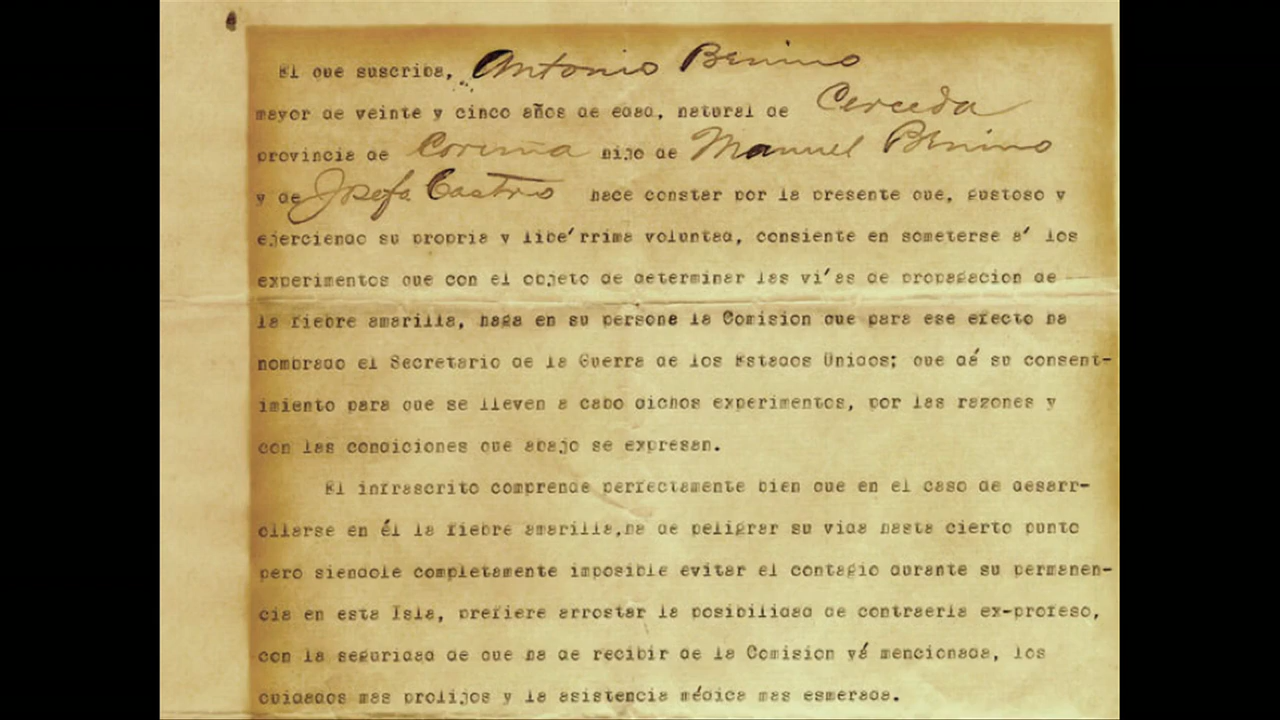 El que suscribe, Antonio Benino
mayor de veinte y cinco años de edad, natural de Cerceda
provincia de Coruña hijo de Manuel Benino
y de Josefa Castro hace constar por la presente que, gustoso y
ejerciendo su propria y libe´rrima voluntad, consiente en someterse a´ los
experimentos que con el objeto de determinar las vi´as de propagacion de
la fiebre amarilla, haga en su persona la Comision que para ese efecto ha
nombrado el Secretario de la Guerra de los Estados Unidos; que dá su consent-
imiento para que se lleven a cabo dichos experimentos, por las razones y
con las condiciones que abajo se expresan.
El infrascrito comprende perfectamente bien que en el caso de desarr-
ollarse en él la fiebre amarilla,ha de peligrar su vida hasta cierto punto
pero siendole completamente imposible evitar el contagio durante su permanen-
cia en esta Isla, prefiere arrostar la posibilidad de contraerla ex-profeso,
con la seguridad de que ha de recibir de la Comision yá mencionada, los
cuidados mas prolijos y la asistencia médica mas esmerada.